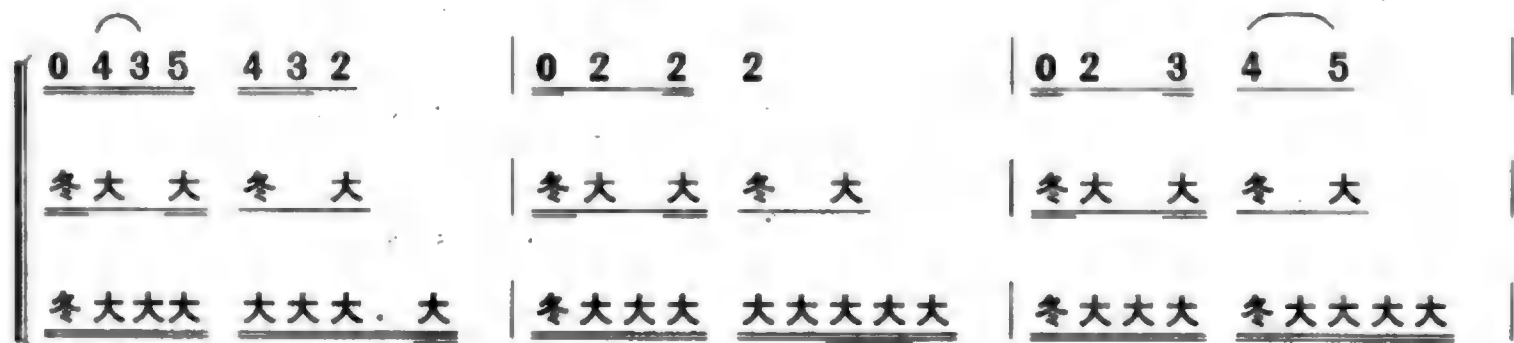 0 4 3 5 4 3 2 | 0 2 2 2 | 0 2 3 4 5 |
冬 大 大 冬 大 | 冬 大 大 冬 大 | 冬 大 大 冬 大 |
冬 大 大 大 大 大 大 . 大 | 冬 大 大 大 大 大 大 大 大 | 冬 大 大 大 冬 大 大 大 大 |